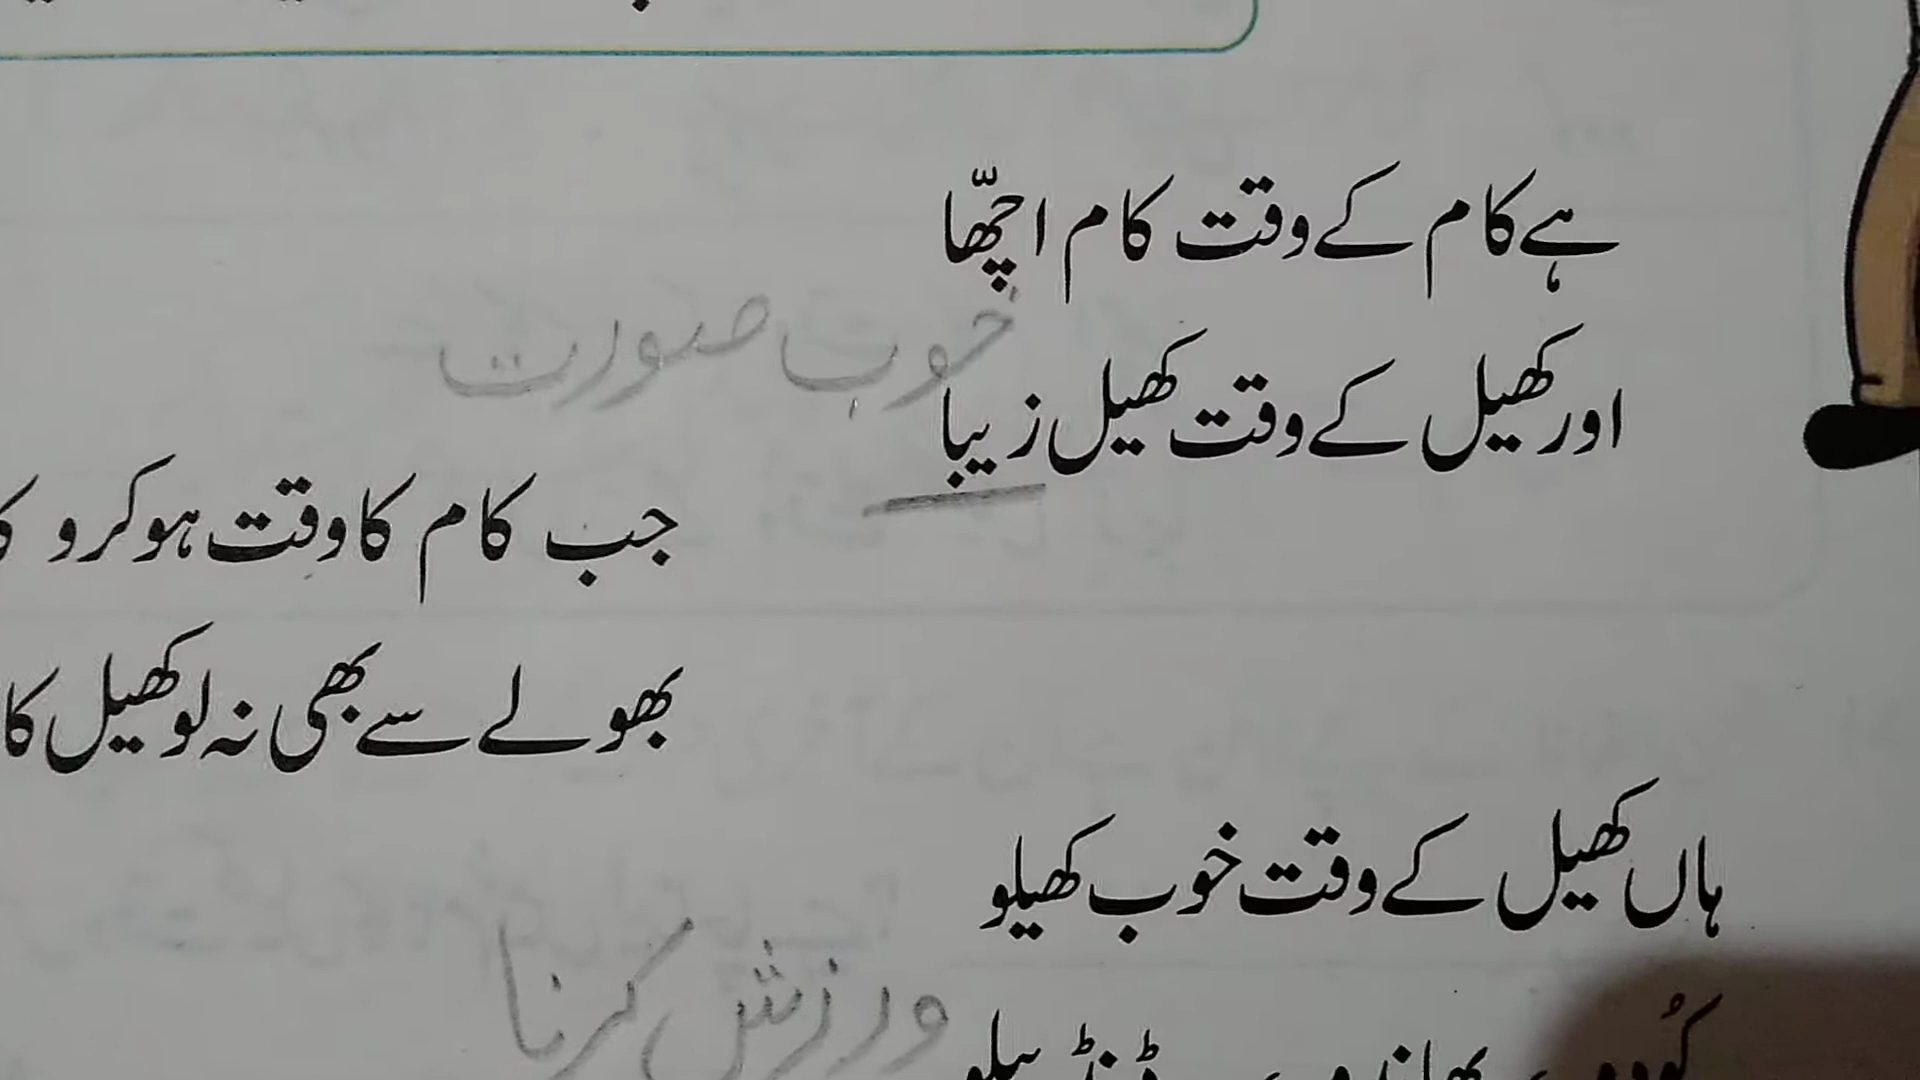 ہے کام کے وقت کام اچھّا
خوب صورت
اور کھیل کے وقت کھیل زیبا
جب کام کا وقت ہو کرو
بھولے سے بھی نہ لو کھیل کا
ہاں کھیل کے وقت خوب کھیلو
ورزش کرنا